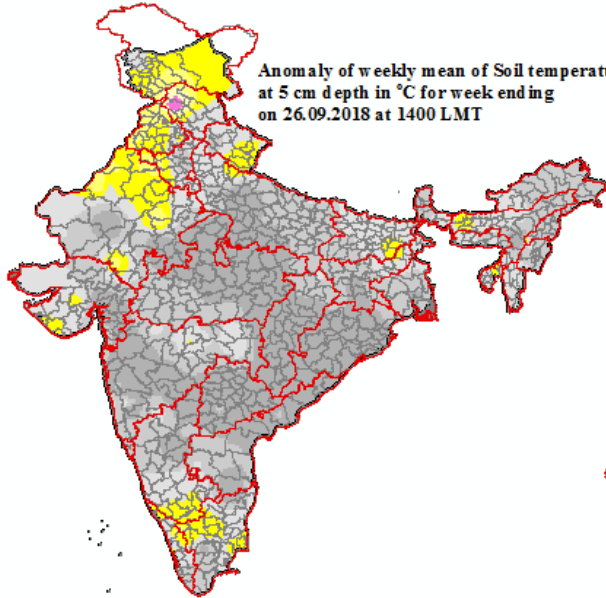 Anomaly of weekly mean of Soil temperatu
at 5 cm depth in °C for week ending
on 26.09.2018 at 1400 LMT